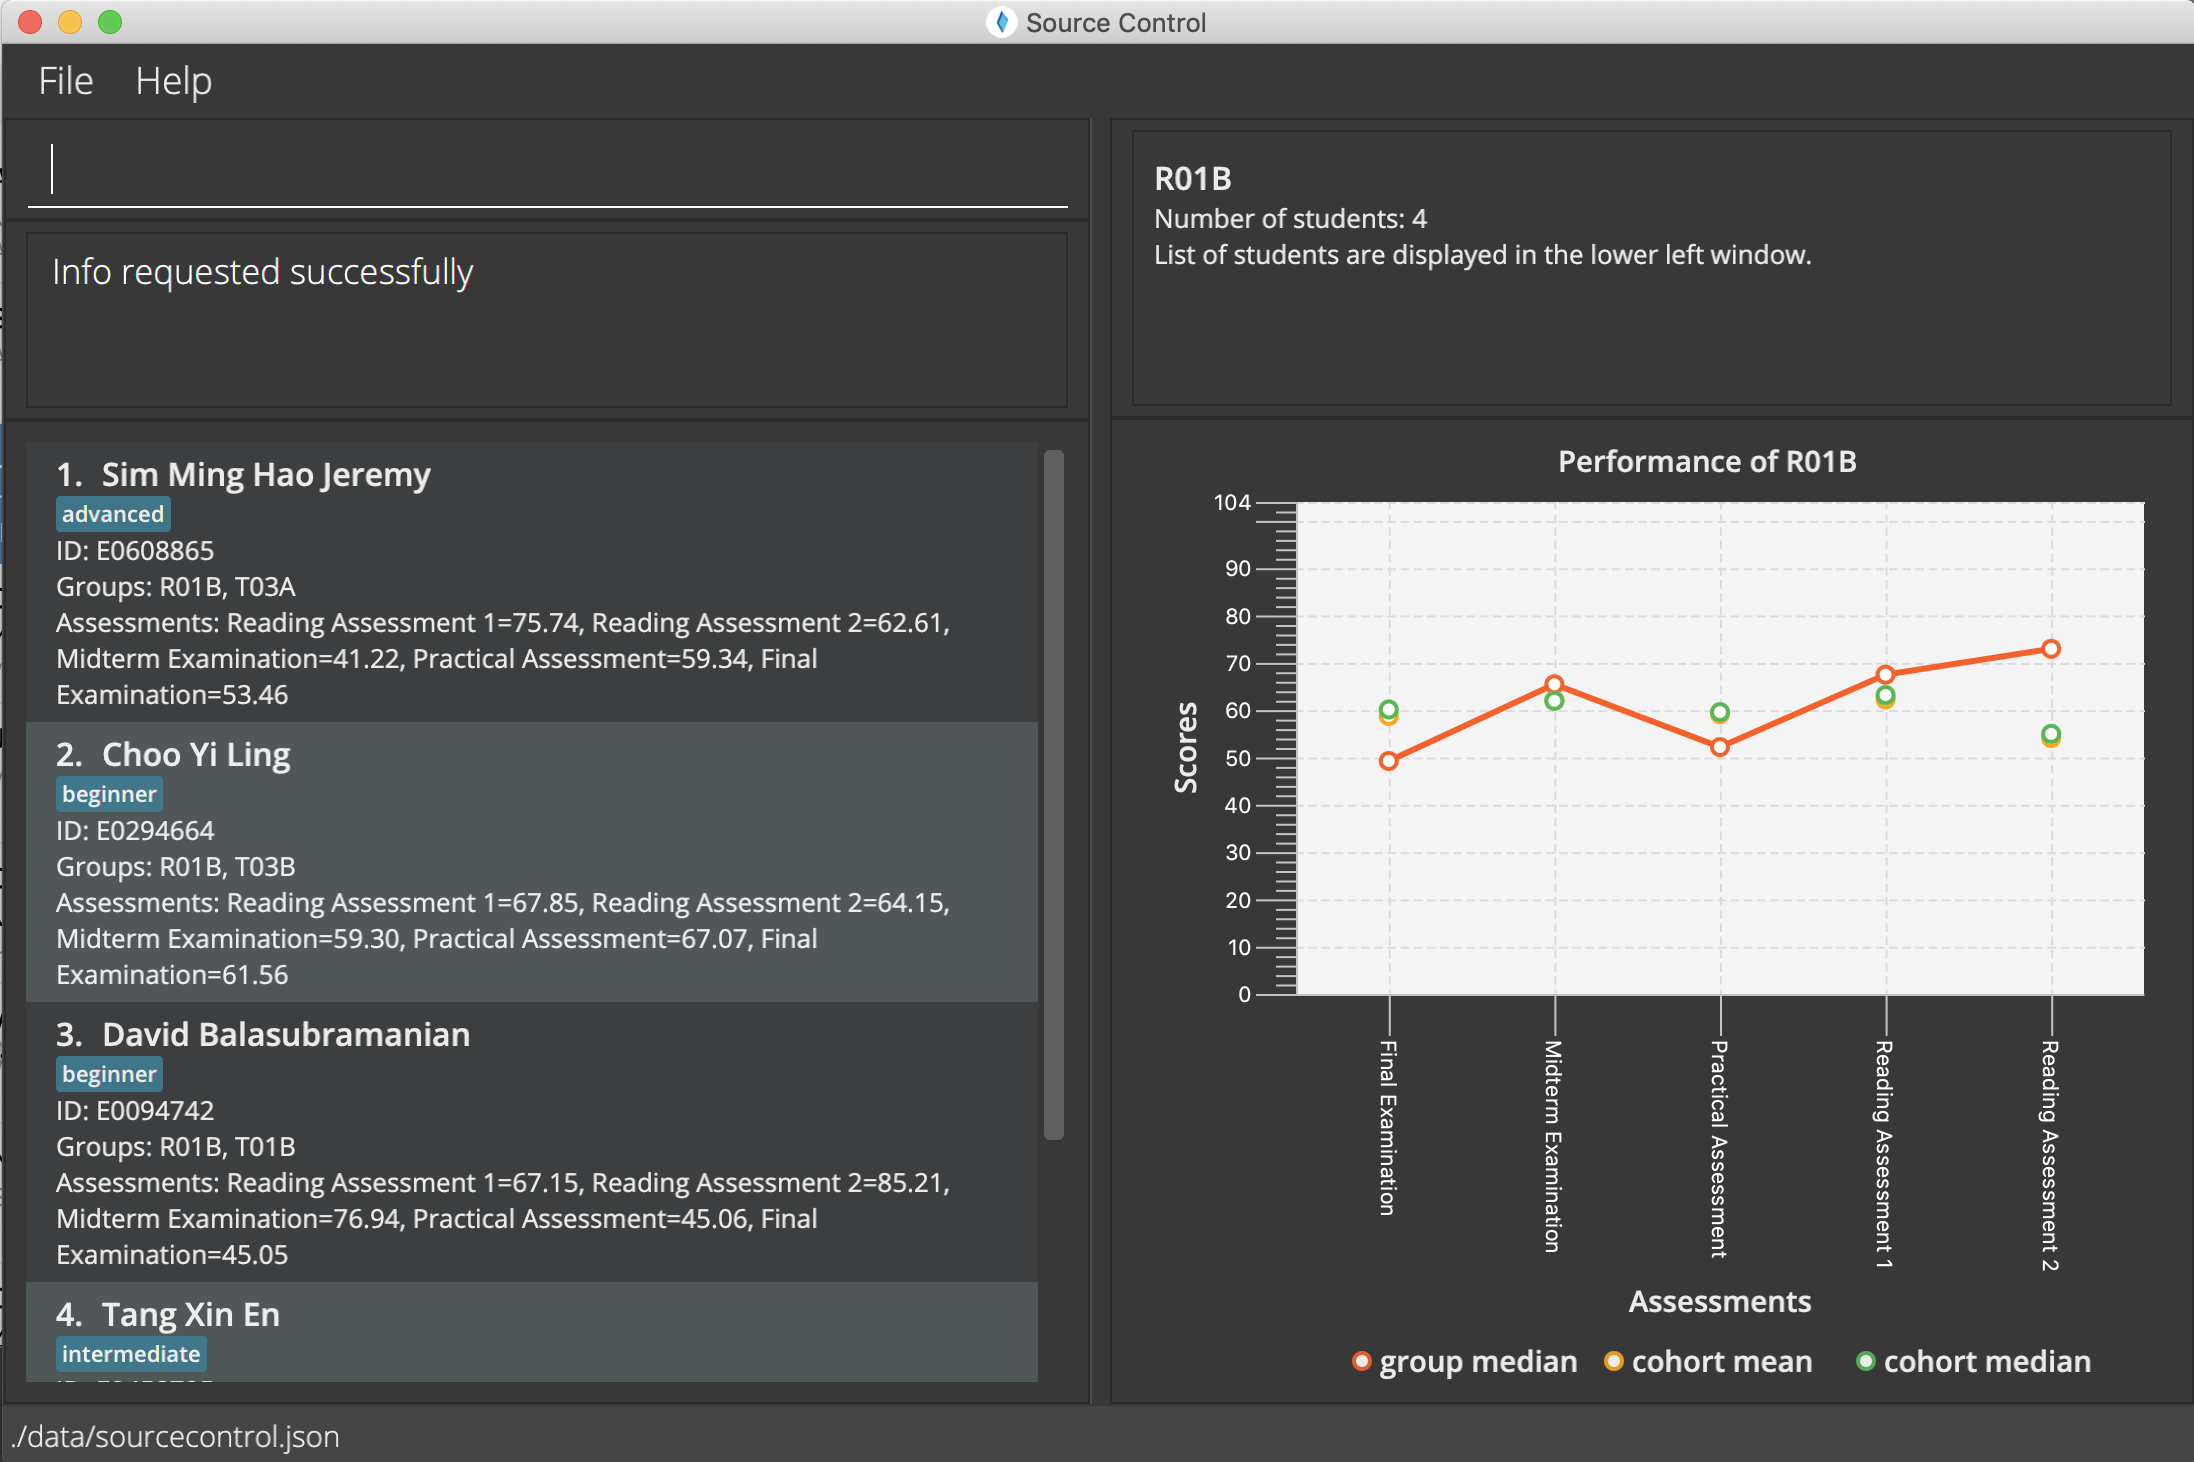 Source Control
File Help
Info requested successfully
1. Sim Ming Hao Jeremy
advanced
ID: E0608865
Groups: R01B, T03A
Assessments: Reading Assessment 1=75.74, Reading Assessment 2=62.61,
Midterm Examination=41.22, Practical Assessment=59.34, Final
Examination=53.46
2. Choo Yi Ling
beginner
ID: E0294664
Groups: R01B, T03B
Assessments: Reading Assessment 1=67.85, Reading Assessment 2=64.15,
Midterm Examination=59.30, Practical Assessment=67.07, Final
Examination=61.56
3. David Balasubramanian
beginner
ID: E0094742
Groups: R01B, T01B
Assessments: Reading Assessment 1=67.15, Reading Assessment 2=85.21,
Midterm Examination=76.94, Practical Assessment=45.06, Final
Examination=45.05
4. Tang Xin En
intermediate
R01B
Number of students: 4
List of students are displayed in the lower left window.
Performance of R01B
104
90
80
70
60
50
40
30
20
10
0
Scores
Final Examination
Midterm Examination
Practical Assessment
Reading Assessment 1
Reading Assessment 2
Assessments
group median cohort mean cohort median
./data/sourcecontrol.json